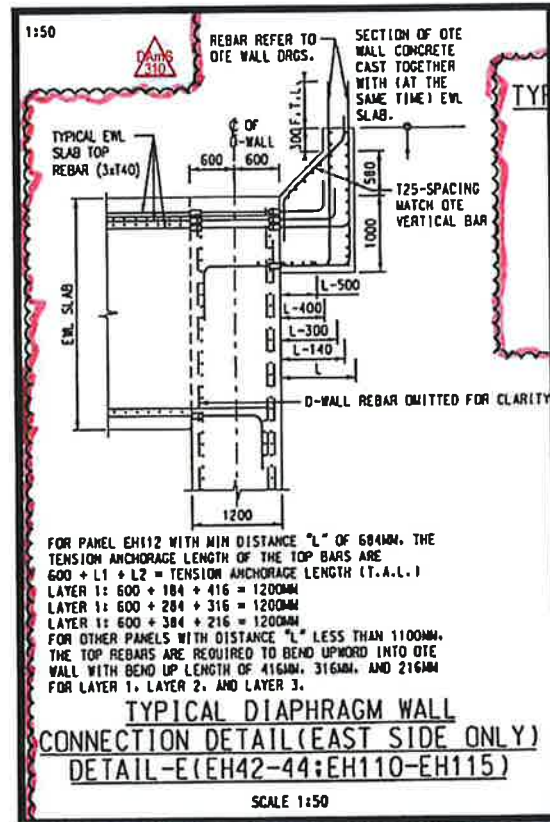 1:50
DAmS
310
REBAR REFER TO
OTE WALL DRGS.
SECTION OF OTE
WALL CONCRETE
CAST TOGETHER
WITH (AT THE
SAME TIME) EWL
SLAB.
TYP
℄ OF
D-WALL
600
600
100
F.T.L.
TYPICAL EWL
SLAB TOP
REBAR (3xT40)
580
T25-SPACING
MATCH OTE
VERTICAL BAR
1000
EWL SLAB
L-500
L-400
L-300
L-140
L
D-WALL REBAR OMITTED FOR CLARITY
1200
FOR PANEL EH112 WITH MIN DISTANCE "L" OF 684MM. THE
TENSION ANCHORAGE LENGTH OF THE TOP BARS ARE
600 + L1 + L2 = TENSION ANCHORAGE LENGTH (T.A.L.)
LAYER 1: 600 + 184 + 416 = 1200MM
LAYER 1: 600 + 284 + 316 = 1200MM
LAYER 1: 600 + 384 + 216 = 1200MM
FOR OTHER PANELS WITH DISTANCE "L" LESS THAN 1100MM.
THE TOP REBARS ARE REQUIRED TO BEND UPWORD INTO OTE
WALL WITH BEND UP LENGTH OF 416MM. 316MM. AND 216MM
FOR LAYER 1. LAYER 2. AND LAYER 3.
TYPICAL DIAPHRAGM WALL
CONNECTION DETAIL(EAST SIDE ONLY)
DETAIL-E(EH42-44;EH110-EH115)
SCALE 1:50